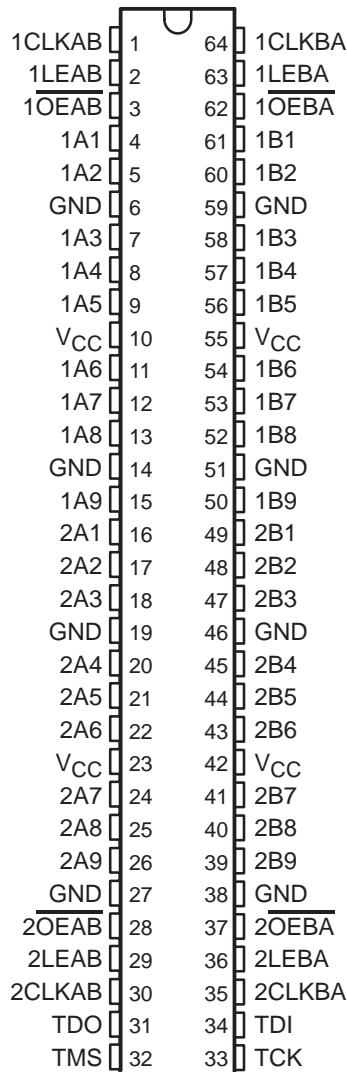 1CLKAB 1 64 1CLKBA
1LEAB 2 63 1LEBA
1OEAB 3 62 1OEBA
1A1 4 61 1B1
1A2 5 60 1B2
GND 6 59 GND
1A3 7 58 1B3
1A4 8 57 1B4
1A5 9 56 1B5
VCC 10 55 VCC
1A6 11 54 1B6
1A7 12 53 1B7
1A8 13 52 1B8
GND 14 51 GND
1A9 15 50 1B9
2A1 16 49 2B1
2A2 17 48 2B2
2A3 18 47 2B3
GND 19 46 GND
2A4 20 45 2B4
2A5 21 44 2B5
2A6 22 43 2B6
VCC 23 42 VCC
2A7 24 41 2B7
2A8 25 40 2B8
2A9 26 39 2B9
GND 27 38 GND
2OEAB 28 37 2OEBA
2LEAB 29 36 2LEBA
2CLKAB 30 35 2CLKBA
TDO 31 34 TDI
TMS 32 33 TCK